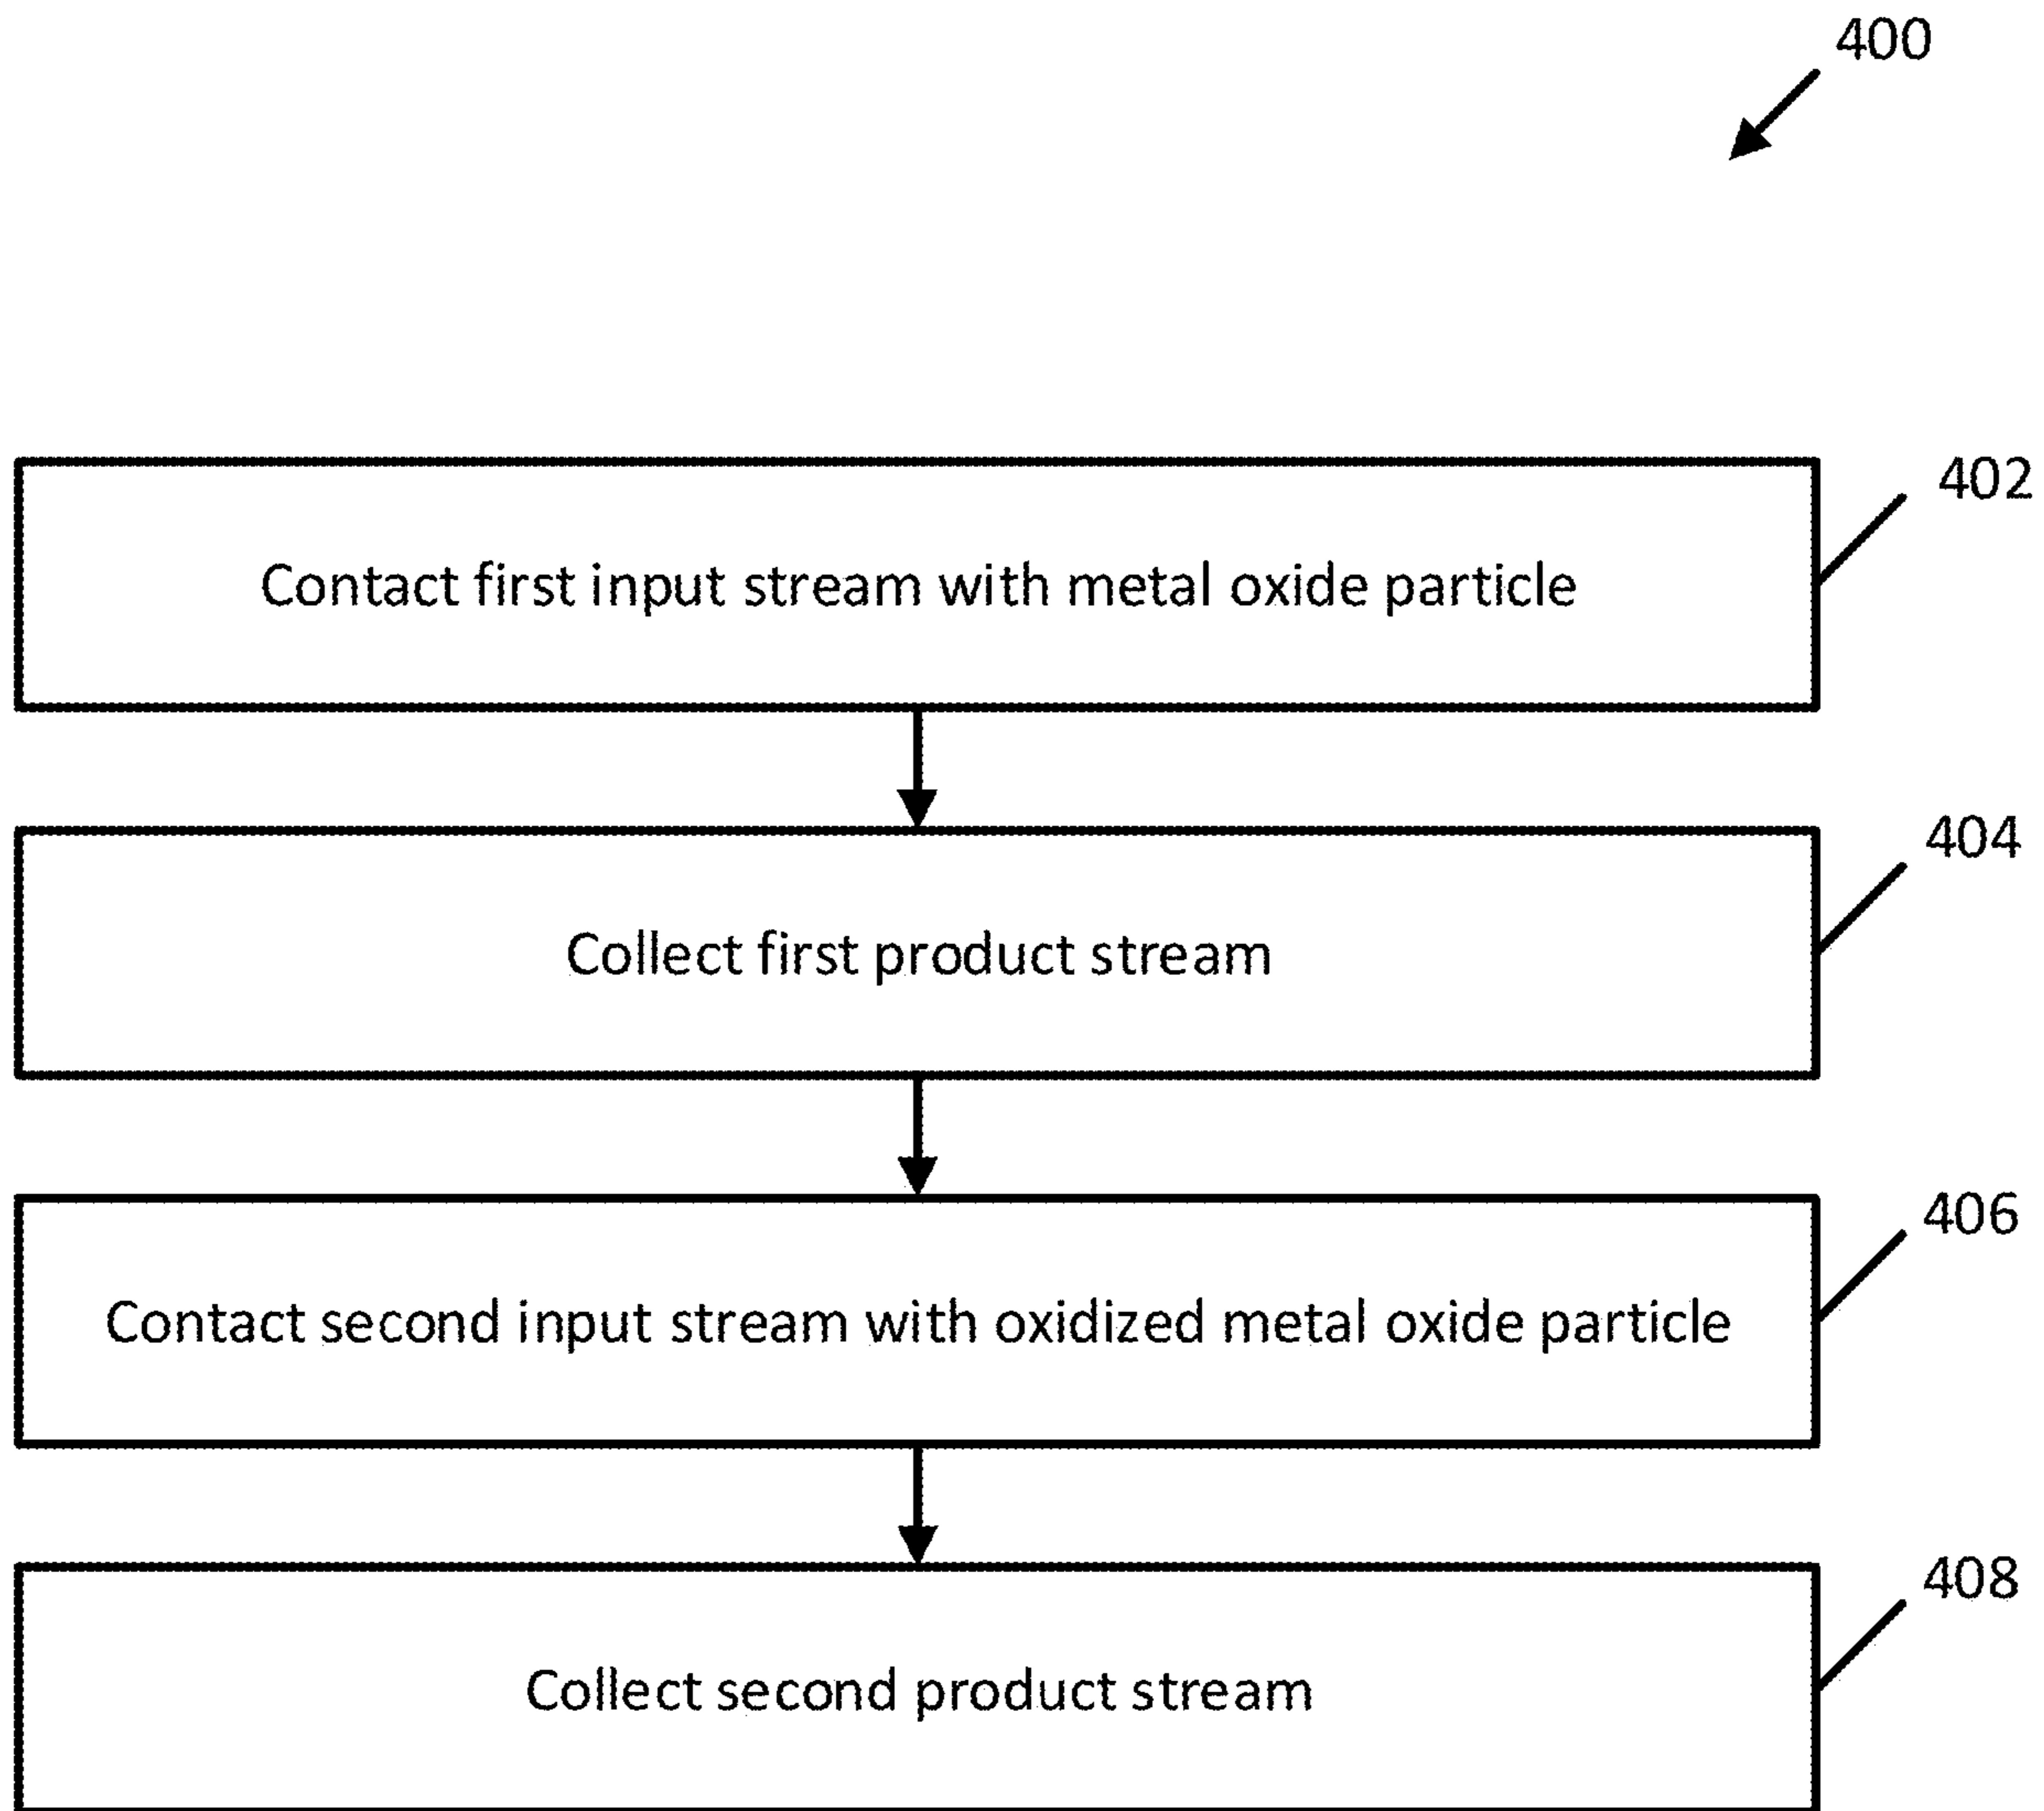 400
402
Contact first input stream with metal oxide particle
404
Collect first product stream
406
Contact second input stream with oxidized metal oxide particle
408
Collect second product stream